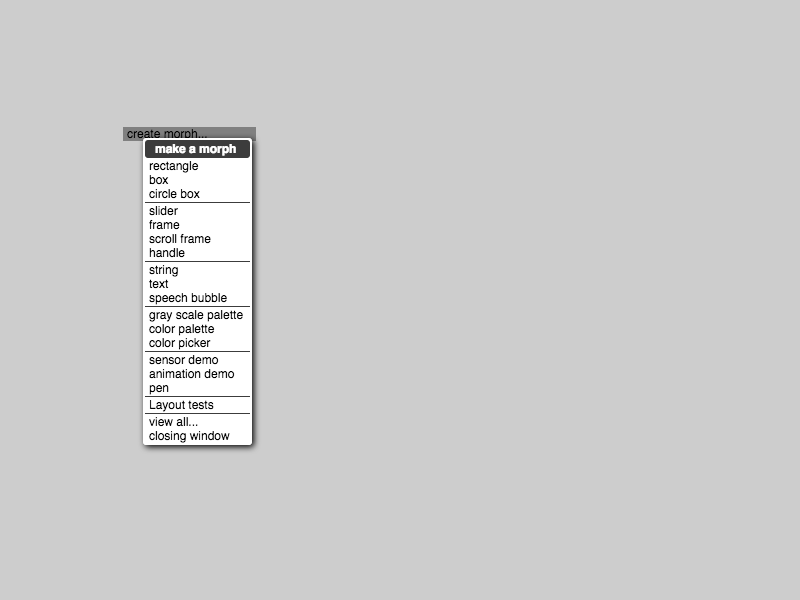 create morph...
make a morph
rectangle
box
circle box
slider
frame
scroll frame
handle
string
text
speech bubble
gray scale palette
color palette
color picker
sensor demo
animation demo
pen
Layout tests
view all...
closing window